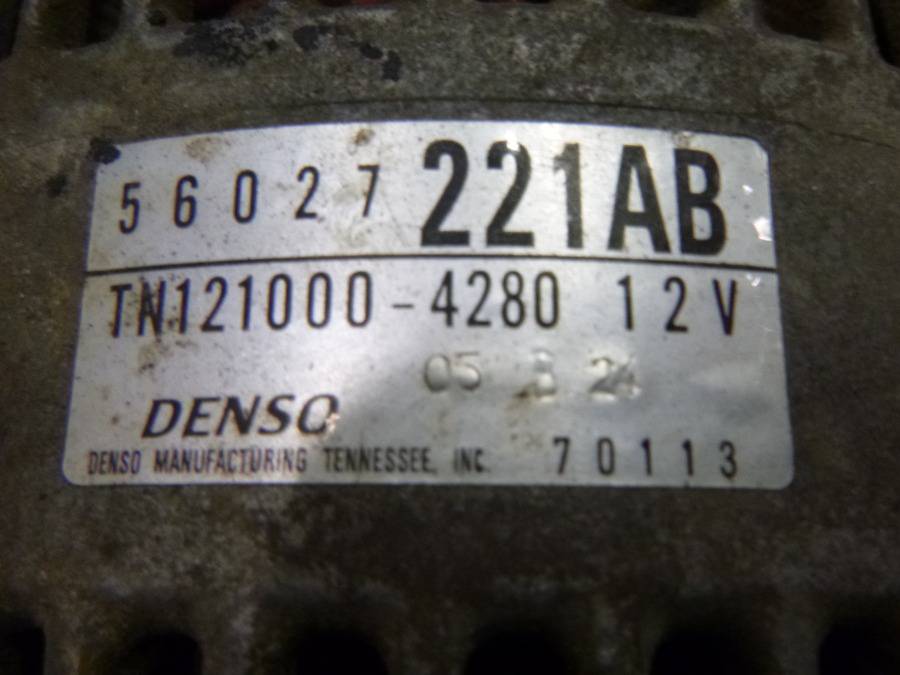 56027 221AB
TN121000-4280 12V
05 24
DENSO
DENSO MANUFACTURING TENNESSEE, INC. 70113